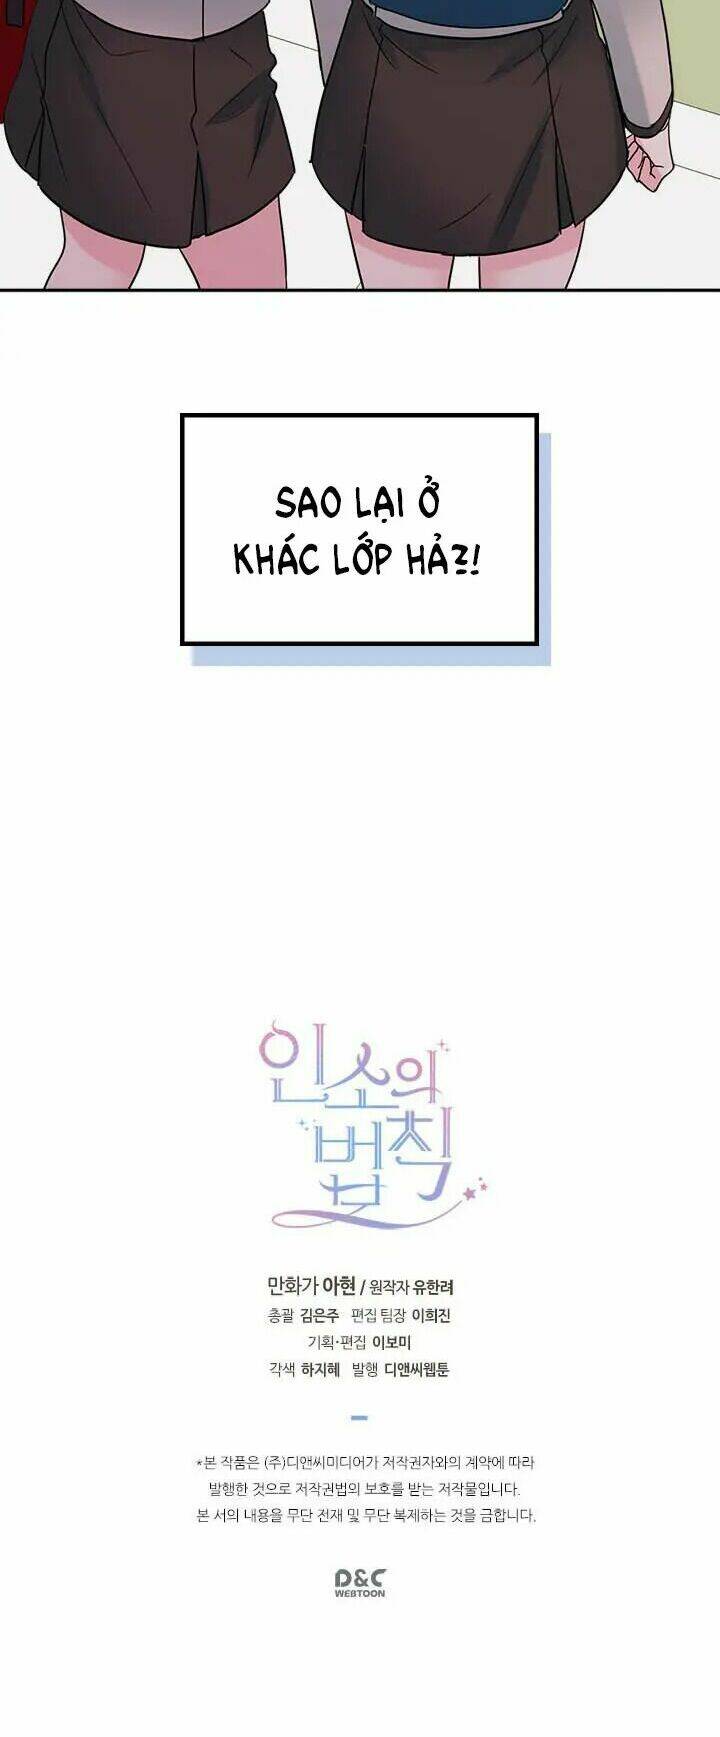 SAO LẠI Ở
KHÁC LỚP HẢ?!
인소의
법칙
만화가 아현 / 원작자 유한려
총괄 김은주 편집 팀장 이희진
기획·편집 이보미
각색 하지혜 발행 디앤씨웹툰
*본 작품은 (주)디앤씨미디어가 저작권자와의 계약에 따라
발행한 것으로 저작권법의 보호를 받는 저작물입니다.
본 서의 내용을 무단 전재 및 무단 복제하는 것을 금합니다.
D&C
WEBTOON